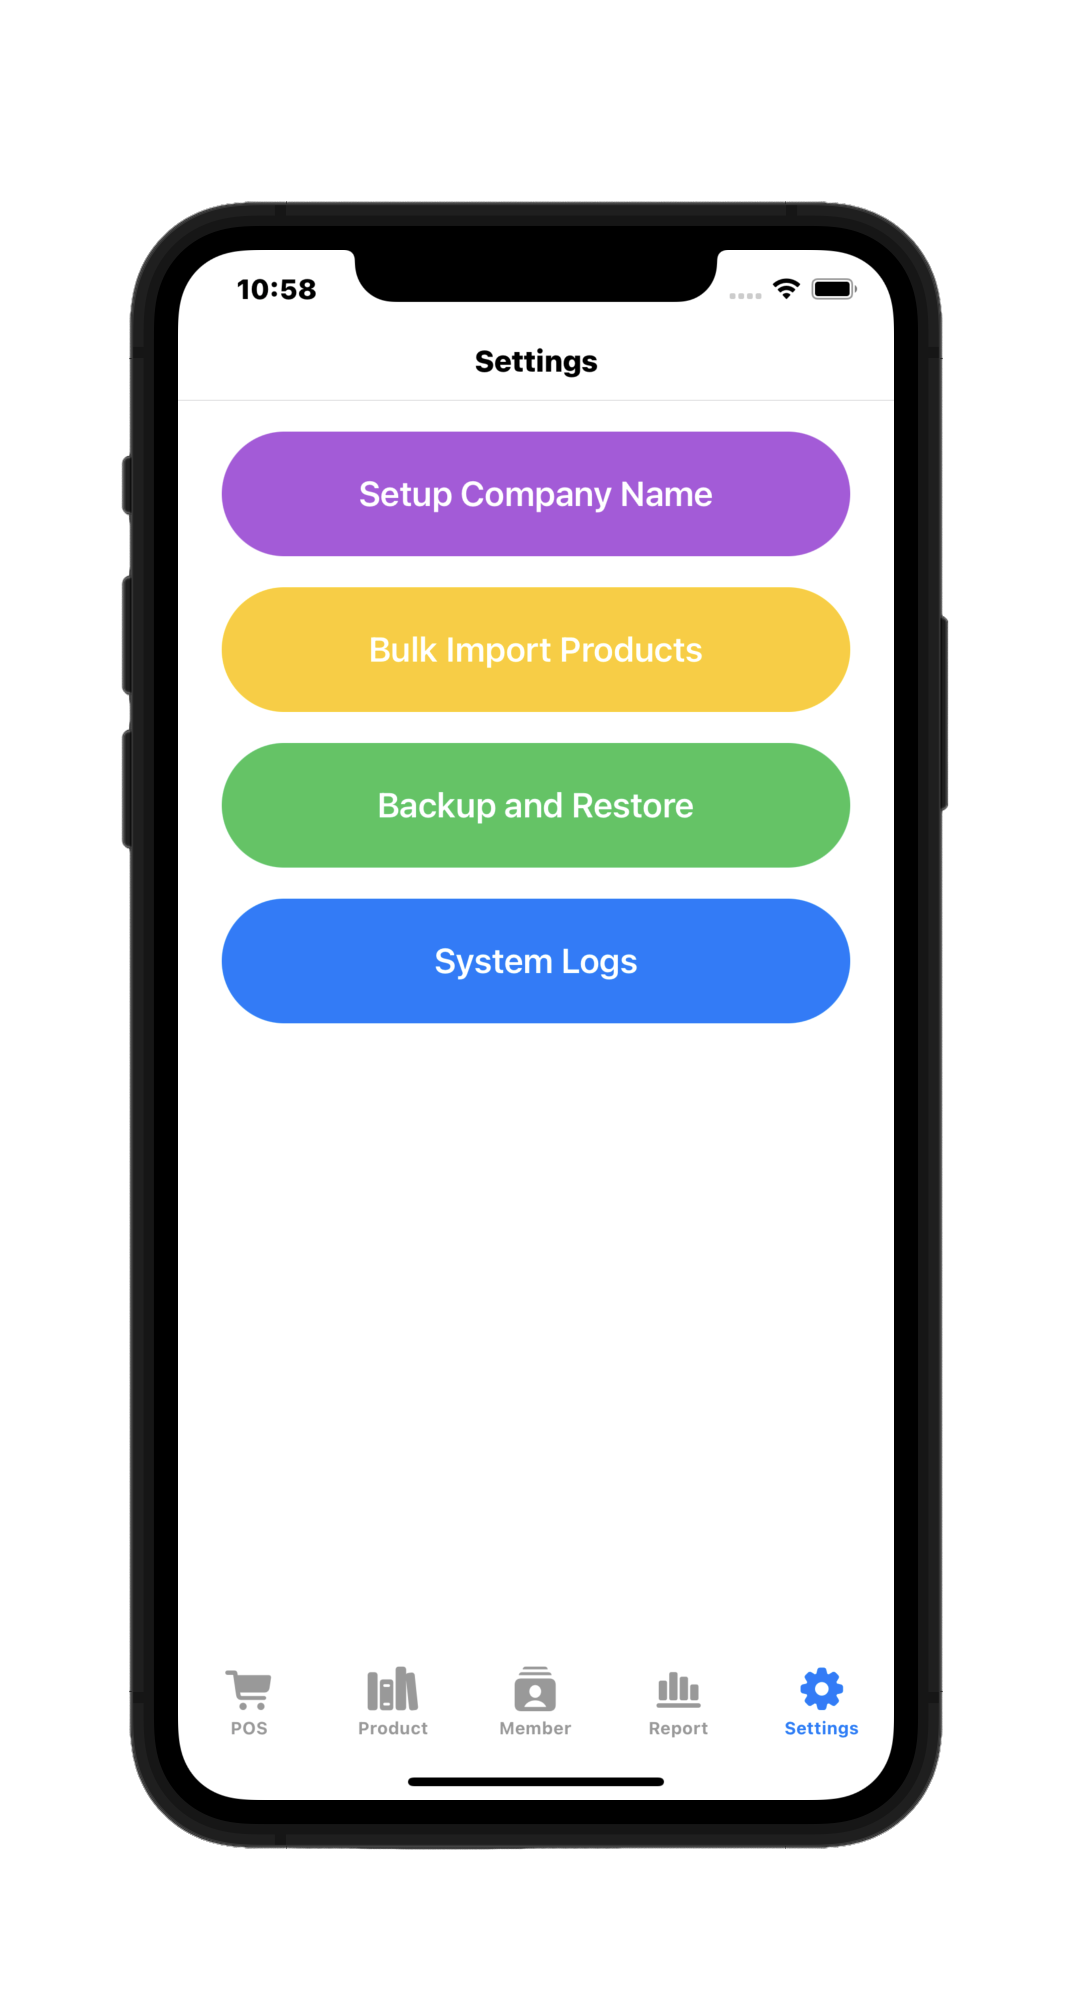 10:58
Settings
Setup Company Name
Bulk Import Products
Backup and Restore
System Logs
POS
Product
Member
Report
Settings